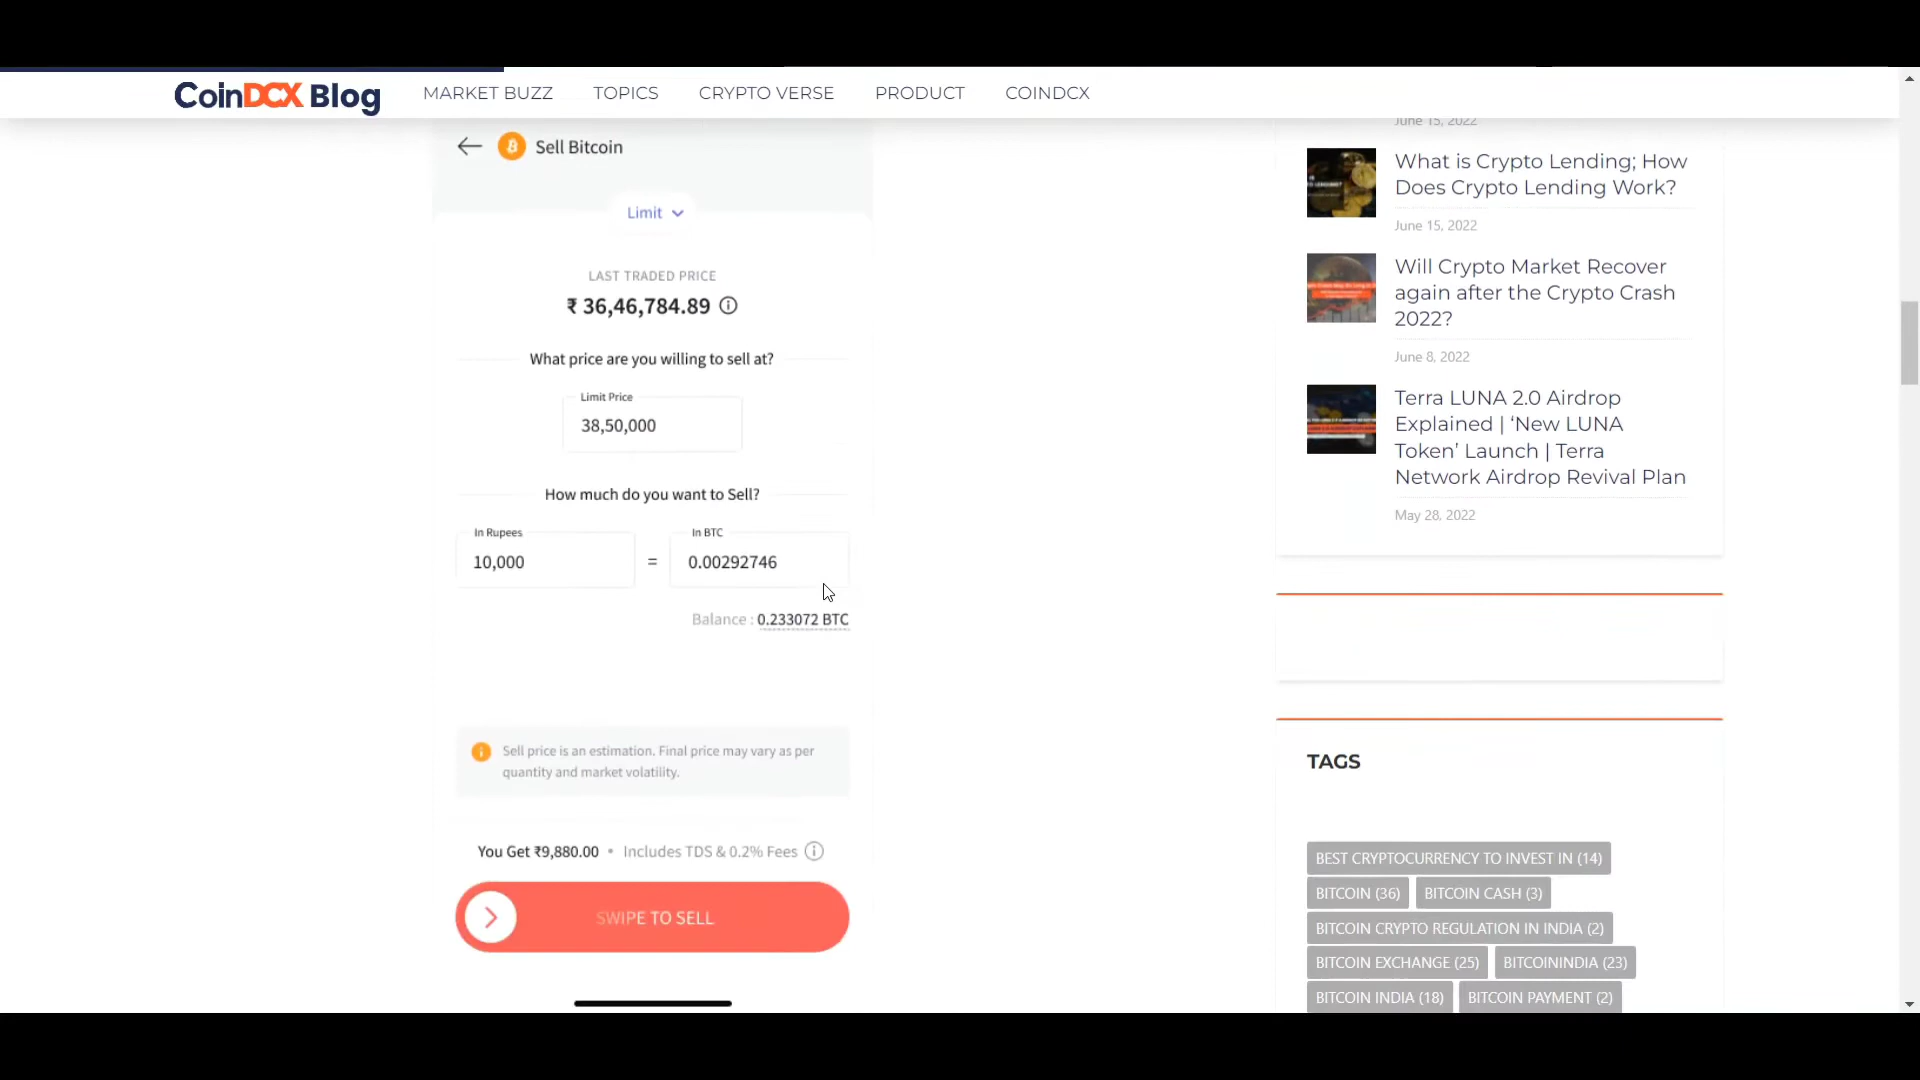 CoinDCX Blog
MARKET BUZZ
TOPICS
CRYPTO VERSE
PRODUCT
COINDCX
Sell Bitcoin
Limit
LAST TRADED PRICE
₹ 36,46,784.89
What price are you willing to sell at?
Limit Price
38,50,000
How much do you want to Sell?
In Rupees
10,000
=
In BTC
0.00292746
Balance : 0.233072 BTC
Sell price is an estimation. Final price may vary as per
quantity and market volatility.
You Get ₹9,880.00 • Includes TDS & 0.2% Fees
SWIPE TO SELL
June 15, 2022
What is Crypto Lending; How
Does Crypto Lending Work?
June 15, 2022
Will Crypto Market Recover
again after the Crypto Crash
2022?
June 8, 2022
Terra LUNA 2.0 Airdrop
Explained | ‘New LUNA
Token’ Launch | Terra
Network Airdrop Revival Plan
May 28, 2022
TAGS
BEST CRYPTOCURRENCY TO INVEST IN (14)
BITCOIN (36)
BITCOIN CASH (3)
BITCOIN CRYPTO REGULATION IN INDIA (2)
BITCOIN EXCHANGE (25)
BITCOININDIA (23)
BITCOIN INDIA (18)
BITCOIN PAYMENT (2)